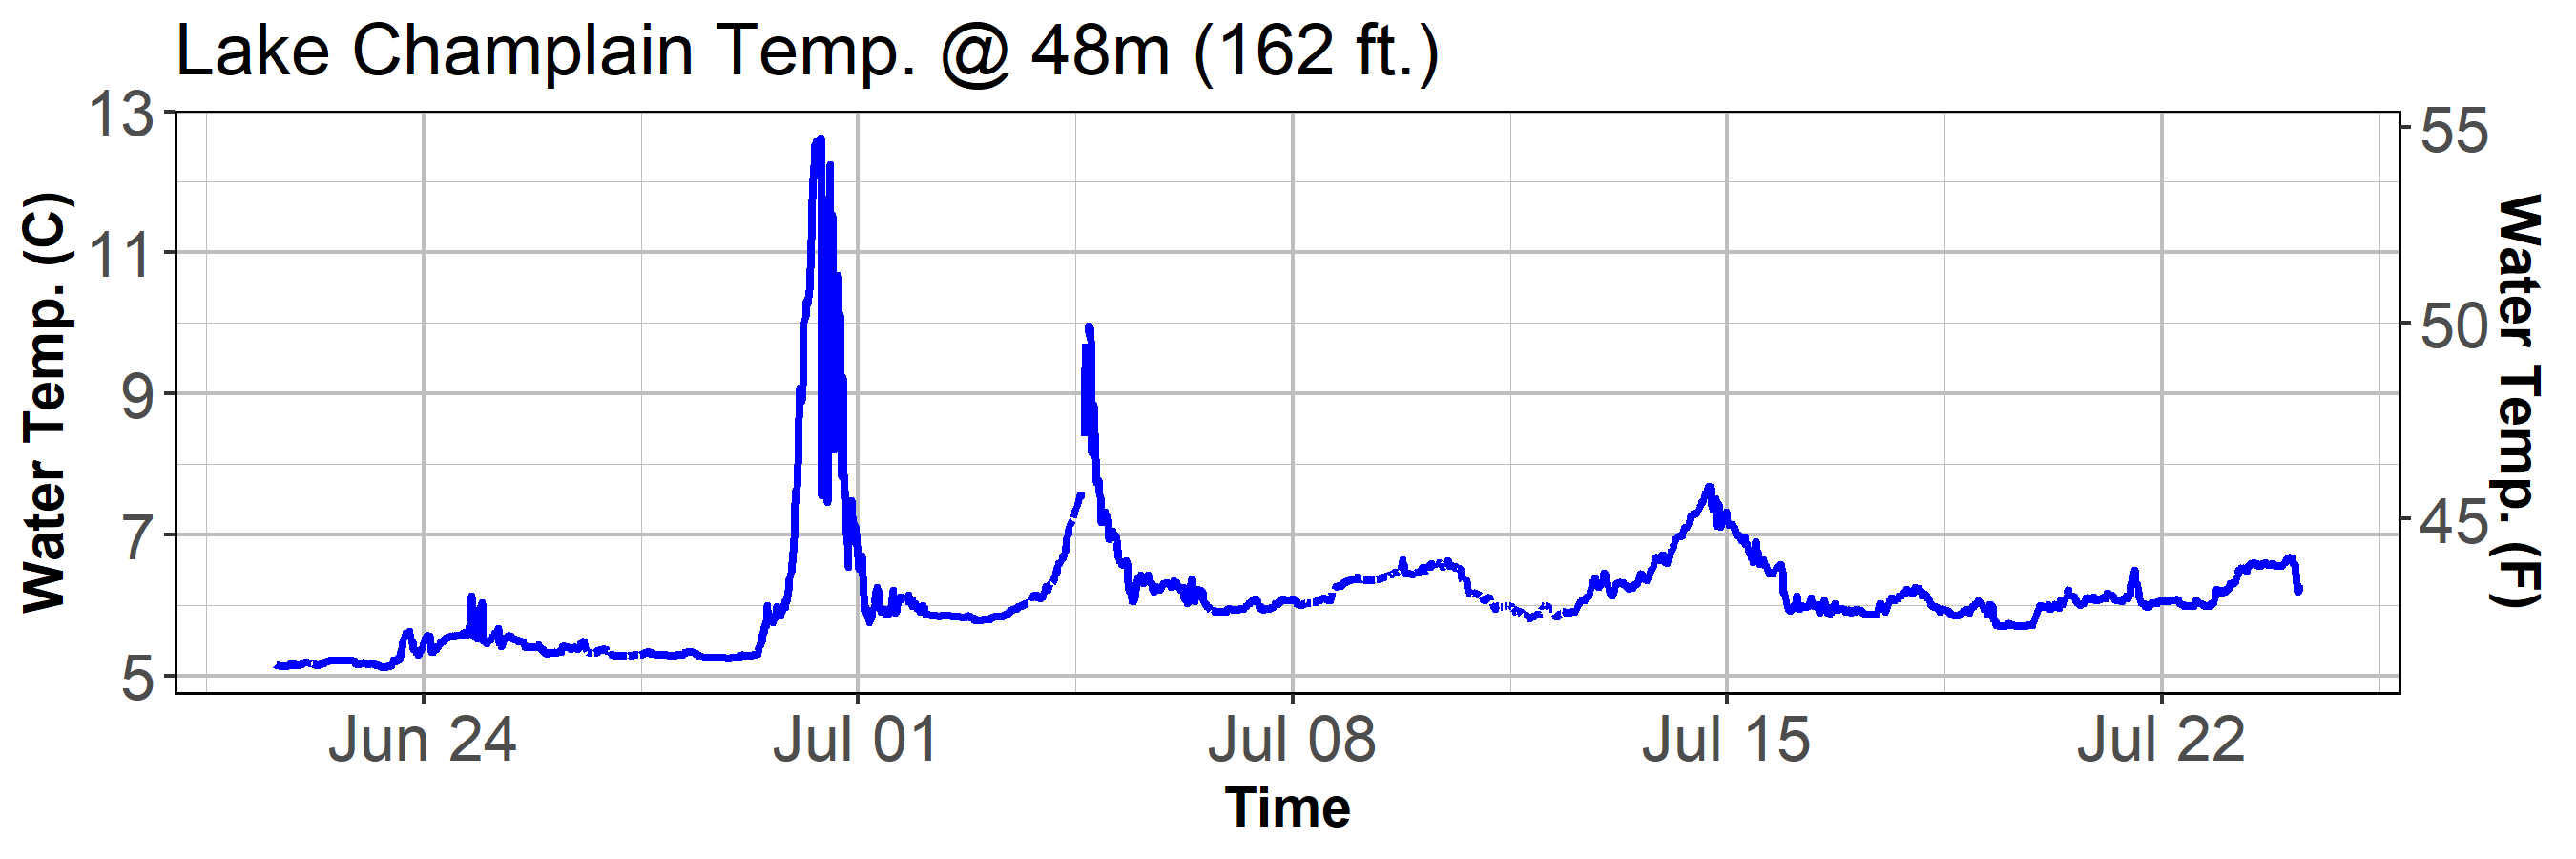 Lake Champlain Temp. @ 48m (162 ft.)
Water Temp. (C)
13
11
9
7
5
55
50
45
Water Temp. (F)
Jun 24
Jul 01
Jul 08
Jul 15
Jul 22
Time